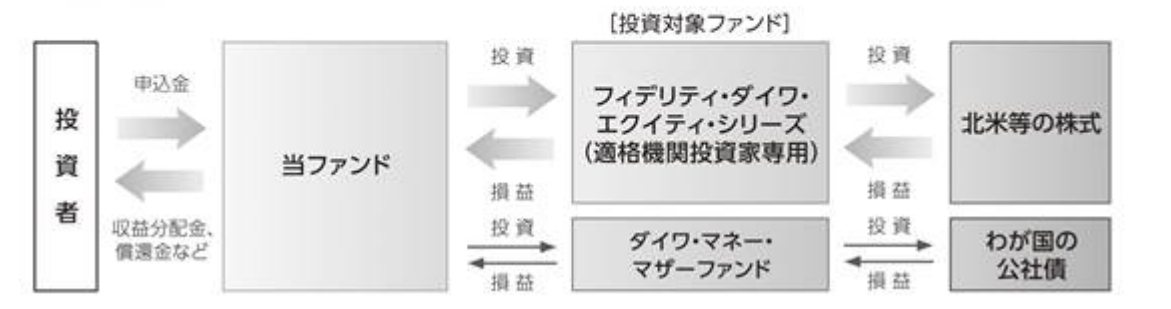 [投資対象ファンド]
投資者
申込金
収益分配金、
償還金など
当ファンド
投資
損益
投資
損益
フィデリティ・ダイワ・
エクイティ・シリーズ
(適格機関投資家専用)
ダイワ・マネー・
マザーファンド
投資
損益
投資
損益
北米等の株式
わが国の
公社債